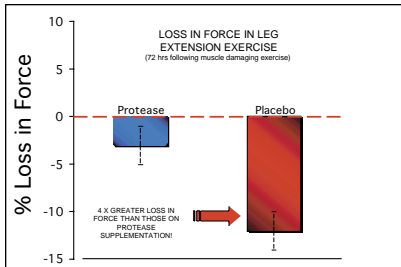 LOSS IN FORCE IN LEG
EXTENSION EXERCISE
(72 hrs following muscle damaging exercise)
10
5
0
-5
-10
-15
% Loss in Force
Protease
Placebo
4 X GREATER LOSS IN
FORCE THAN THOSE ON
PROTEASE
SUPPLEMENTATION!